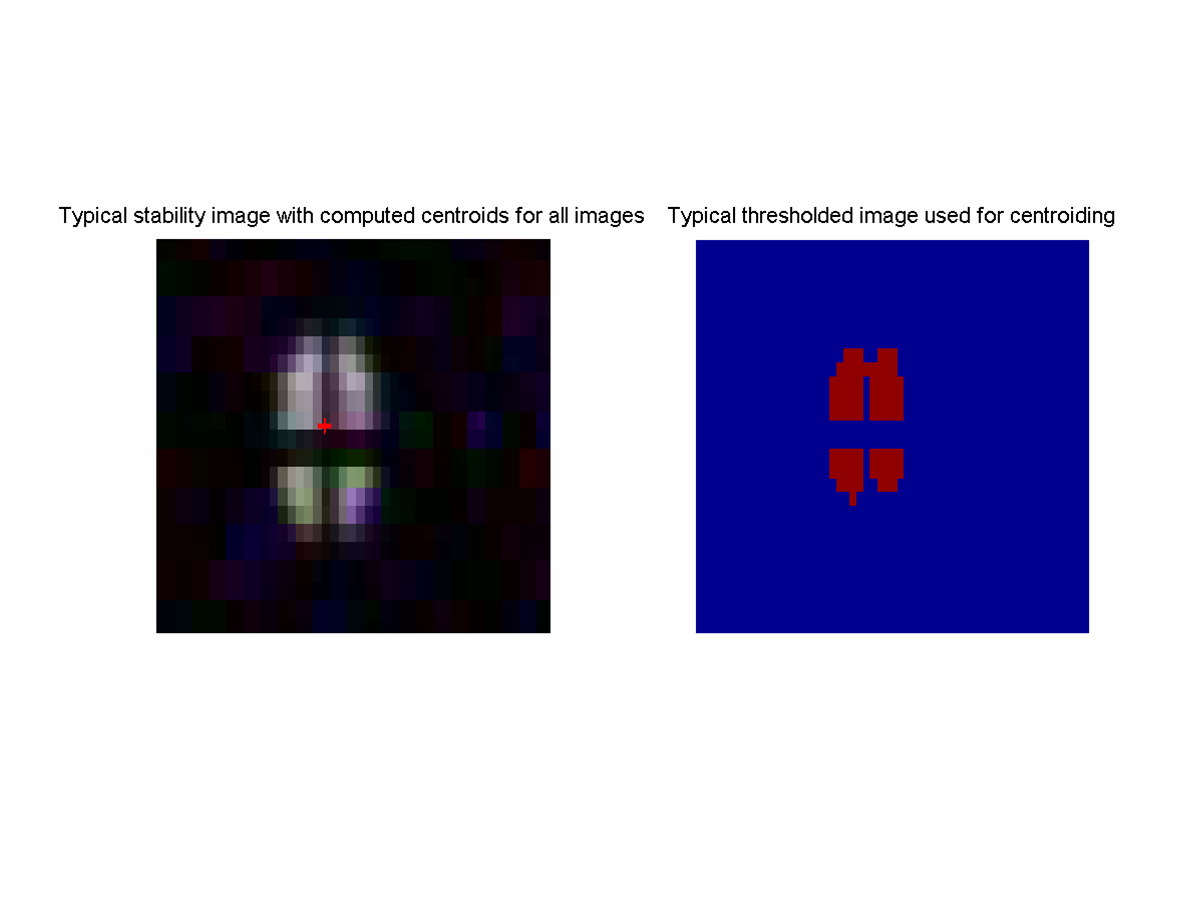 Typical stability image with computed centroids for all images
Typical thresholded image used for centroiding